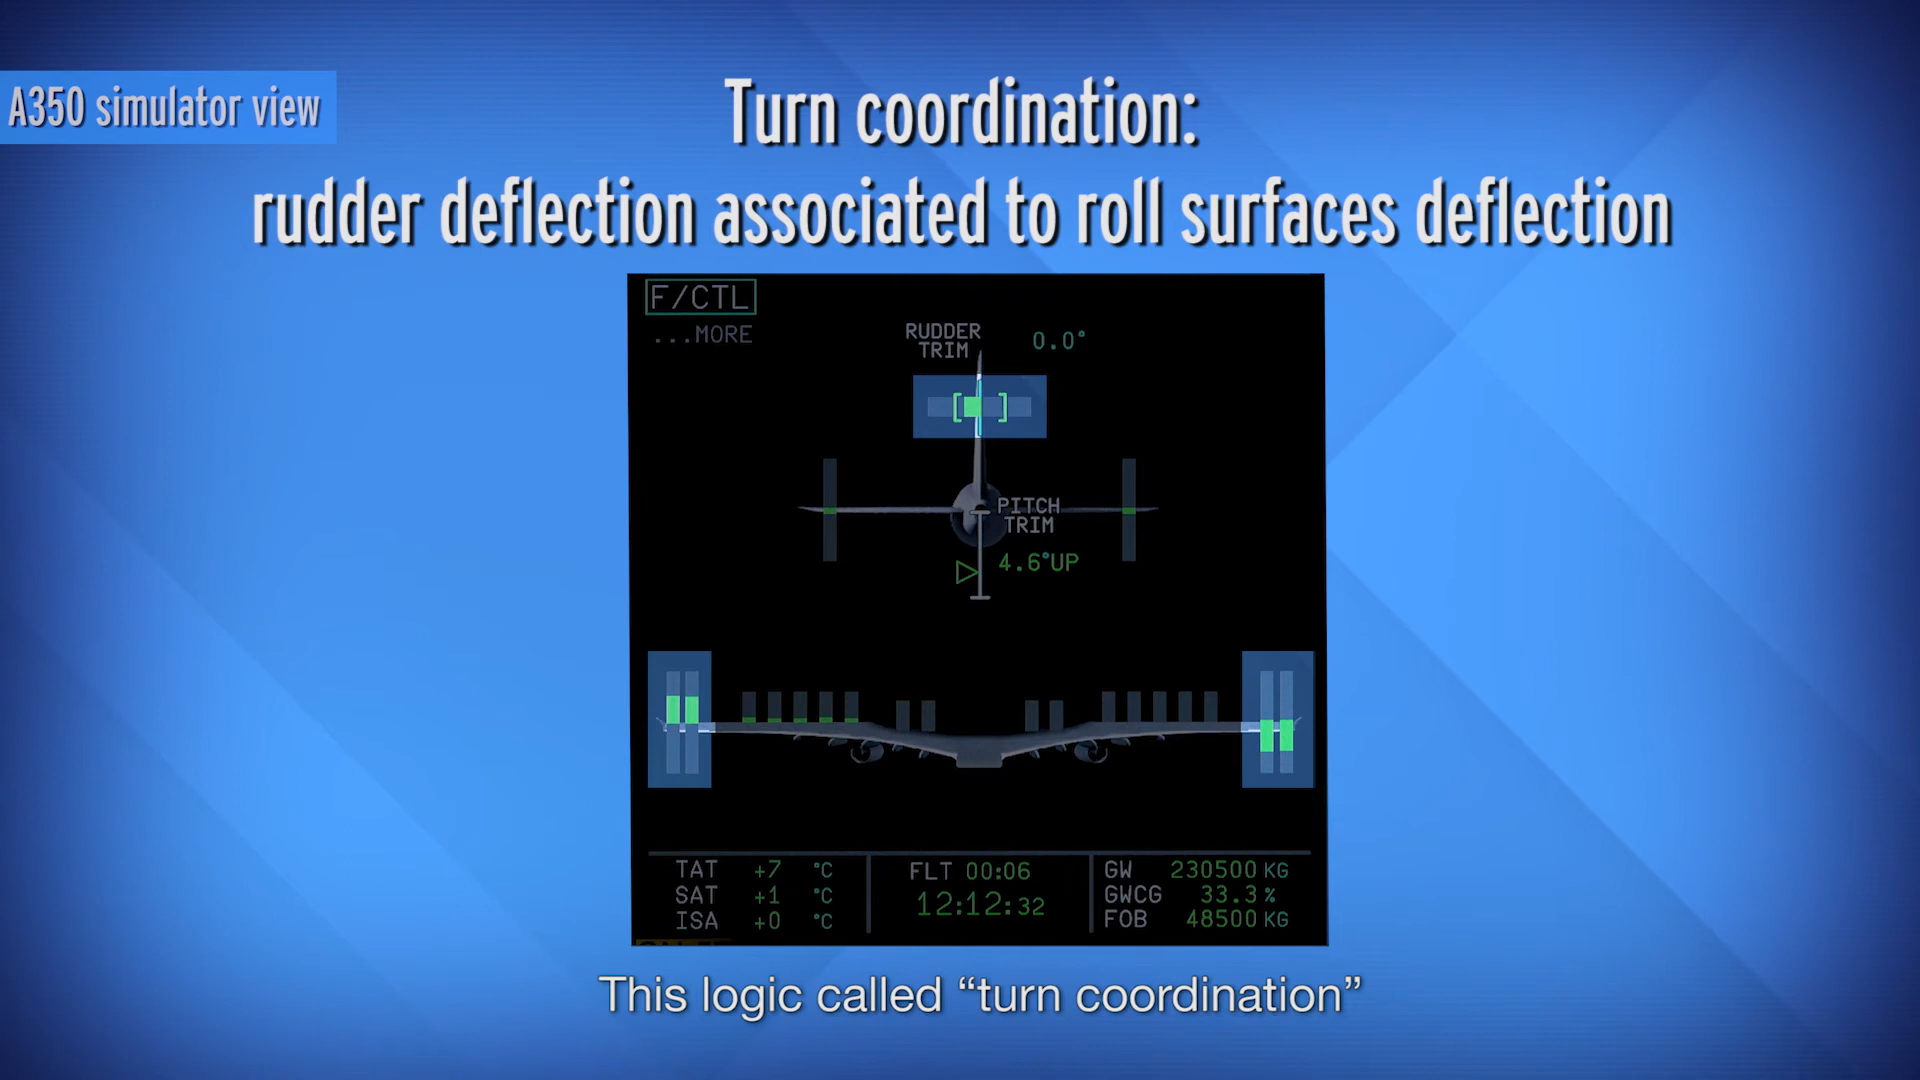 A350 simulator view
Turn coordination:
rudder deflection associated to roll surfaces deflection
F/CTL
...MORE
RUDDER
TRIM
0.0°
PITCH
TRIM
4.6°UP
TAT +7 °C
SAT +1 °C
ISA +0 °C
FLT 00:06
12:12:32
GW 230500 KG
GWCG 33.3 %
FOB 48500 KG
This logic called “turn coordination”